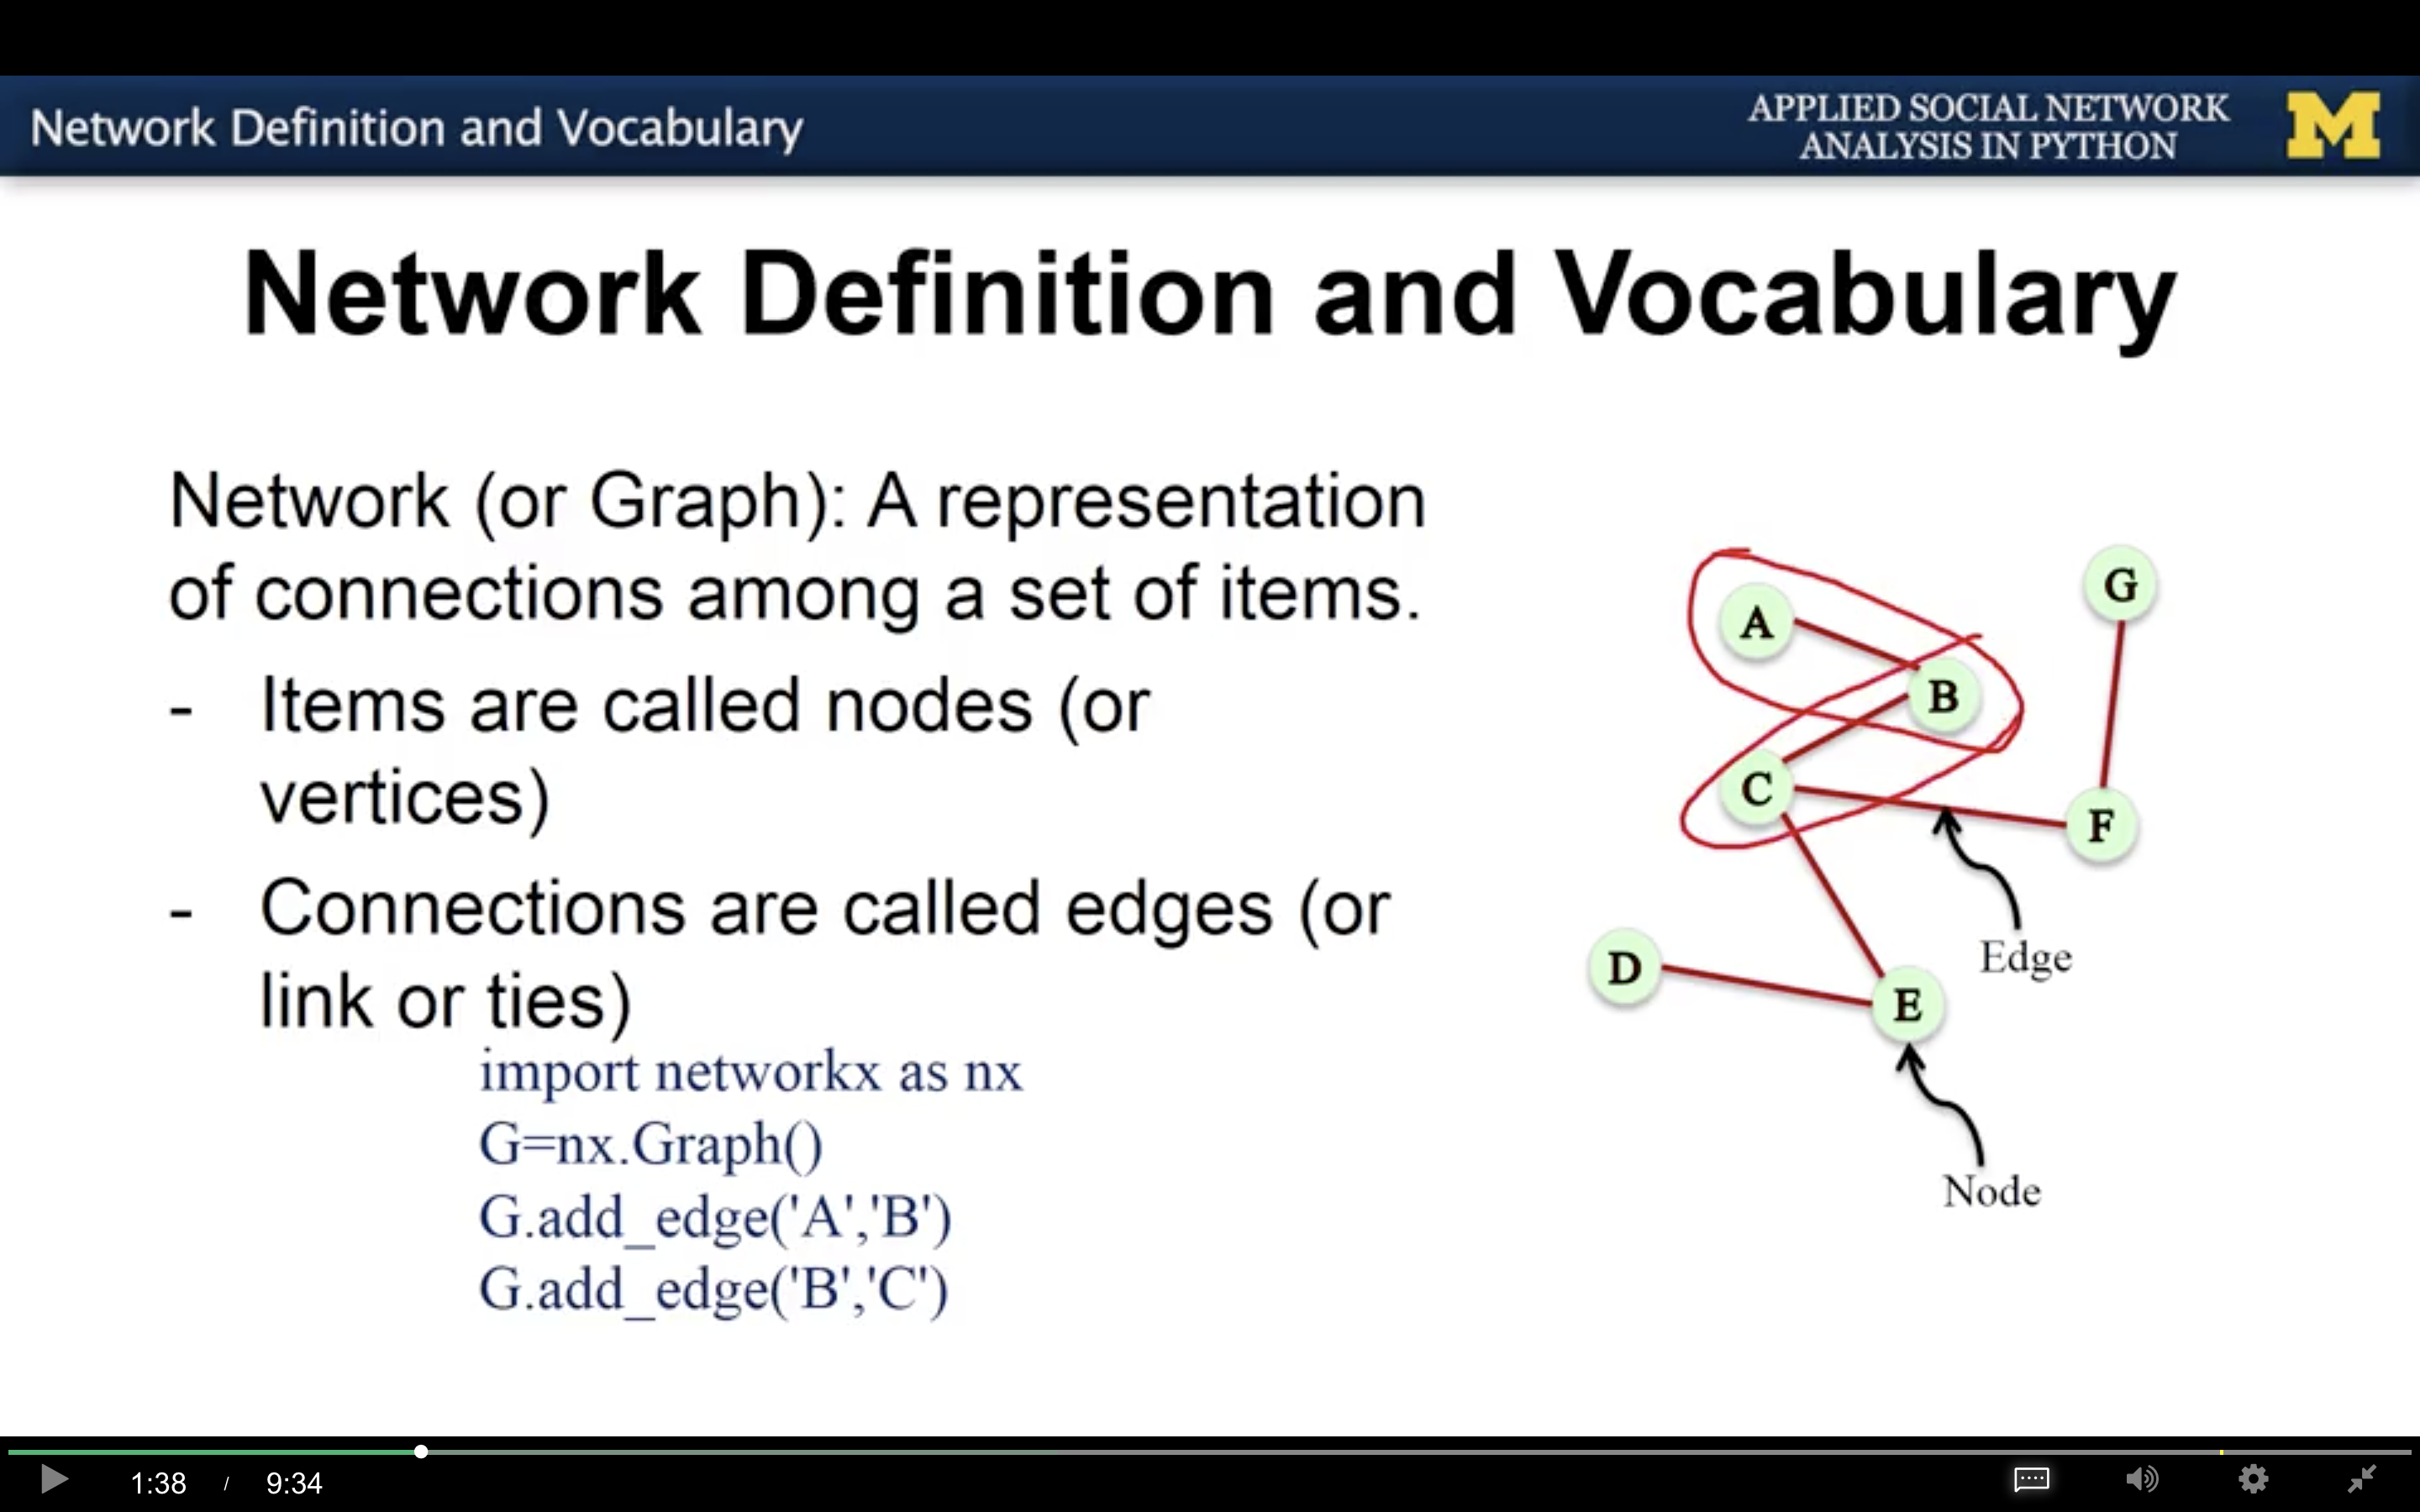 Network Definition and Vocabulary
APPLIED SOCIAL NETWORK
ANALYSIS IN PYTHON
M
Network Definition and Vocabulary
Network (or Graph): A representation
of connections among a set of items.
- Items are called nodes (or
vertices)
- Connections are called edges (or
link or ties)
import networkx as nx
G=nx.Graph()
G.add_edge('A','B')
G.add_edge('B','C')
A
B
C
D
E
F
G
Edge
Node
1:38 / 9:34